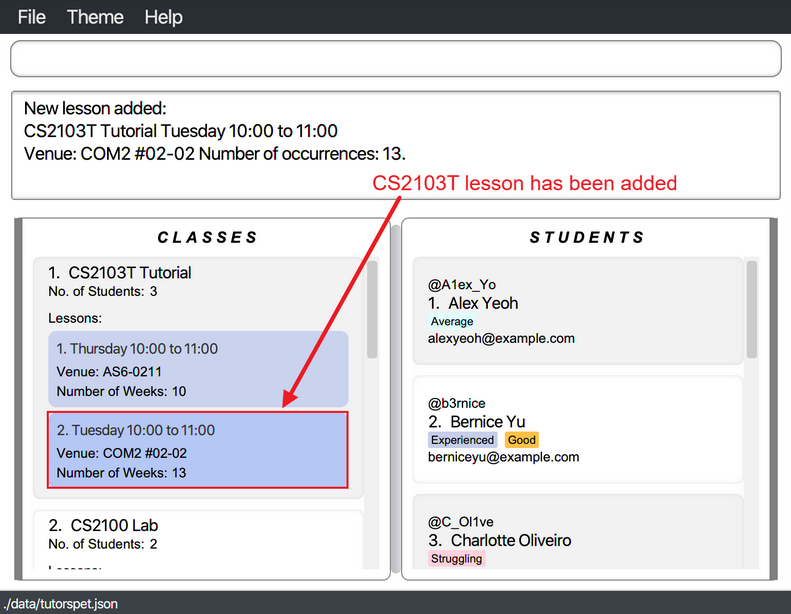 File Theme Help
New lesson added:
CS2103T Tutorial Tuesday 10:00 to 11:00
Venue: COM2 #02-02 Number of occurrences: 13.
CS2103T lesson has been added
CLASSES
1. CS2103T Tutorial
No. of Students: 3
Lessons:
1. Thursday 10:00 to 11:00
Venue: AS6-0211
Number of Weeks: 10
2. Tuesday 10:00 to 11:00
Venue: COM2 #02-02
Number of Weeks: 13
2. CS2100 Lab
No. of Students: 2
Lessons:
STUDENTS
@A1ex_Yo
1. Alex Yeoh
Average
alexyeoh@example.com
@b3rnice
2. Bernice Yu
Experienced Good
berniceyu@example.com
@C_Ol1ve
3. Charlotte Oliveiro
Struggling
./data/tutorspet.json